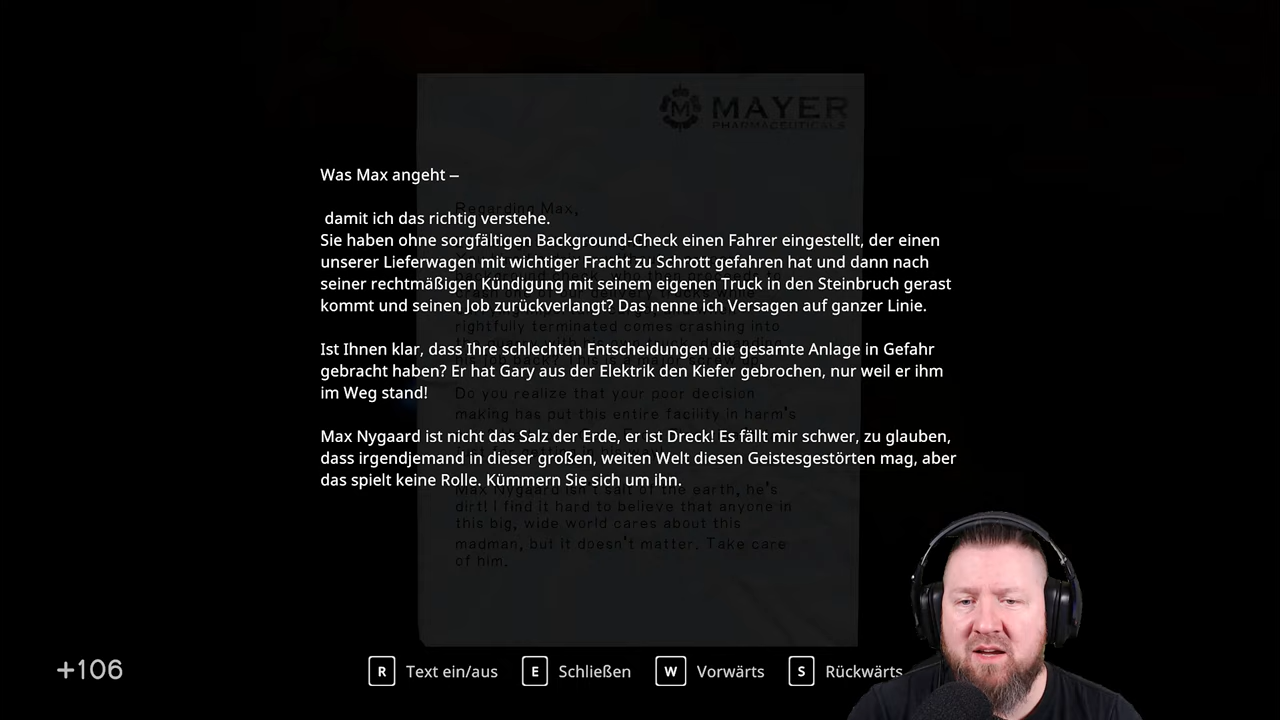 MAYER
PHARMACEUTICALS
Was Max angeht –
Regarding Max,
damit ich das richtig verstehe.
Sie haben ohne sorgfältigen Background-Check einen Fahrer eingestellt, der einen
unserer Lieferwagen mit wichtiger Fracht zu Schrott gefahren hat und dann nach
seiner rechtmäßigen Kündigung mit seinem eigenen Truck in den Steinbruch gerast
kommt und seinen Job zurückverlangt? Das nenne ich Versagen auf ganzer Linie.
rightfully terminated comes crashing into
Ist Ihnen klar, dass Ihre schlechten Entscheidungen die gesamte Anlage in Gefahr
gebracht haben? Er hat Gary aus der Elektrik den Kiefer gebrochen, nur weil er ihm
im Weg stand!
Do you realize that your poor decision
making has put this entire facility in harm's
Max Nygaard ist nicht das Salz der Erde, er ist Dreck! Es fällt mir schwer, zu glauben,
dass irgendjemand in dieser großen, weiten Welt diesen Geistesgestörten mag, aber
das spielt keine Rolle. Kümmern Sie sich um ihn.
Max Nygaard isn't salt of the earth, he's
dirt! I find it hard to believe that anyone in
this big, wide world cares about this
madman, but it doesn't matter. Take care
of him.
+106
R Text ein/aus E Schließen W Vorwärts S Rückwärts